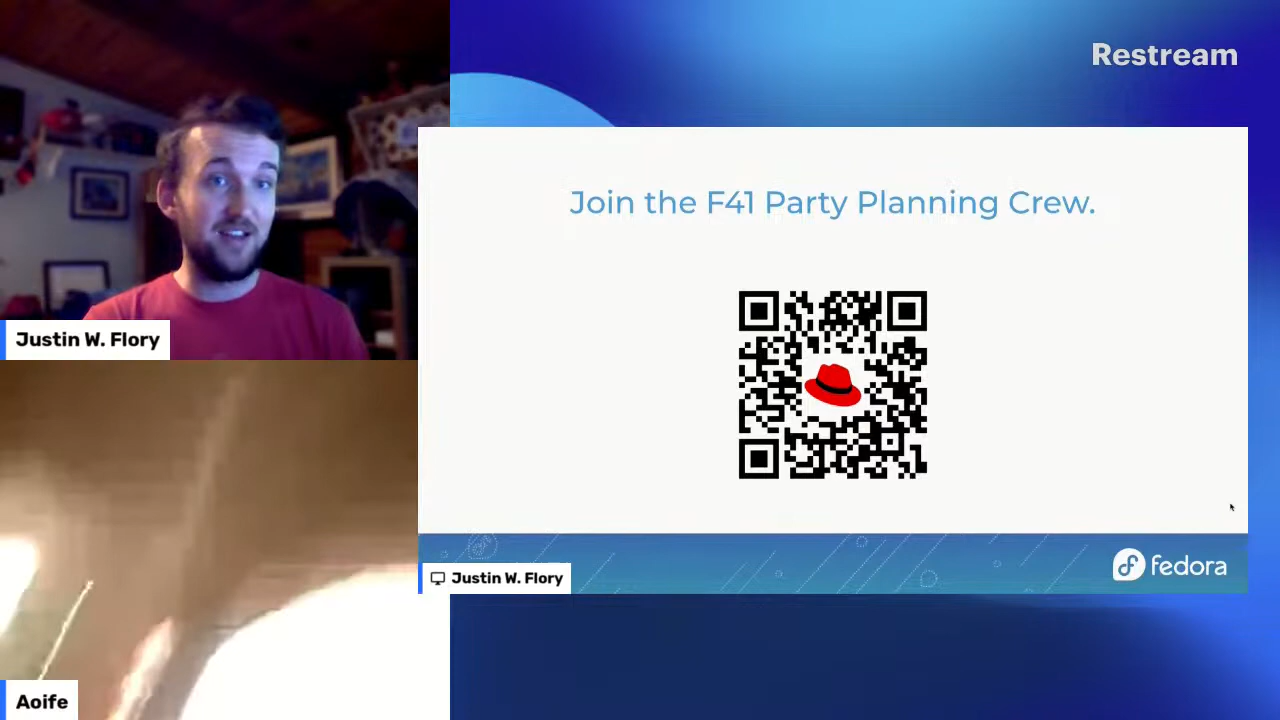 Restream
Join the F41 Party Planning Crew.
Justin W. Flory
Justin W. Flory
fedora
Aoife